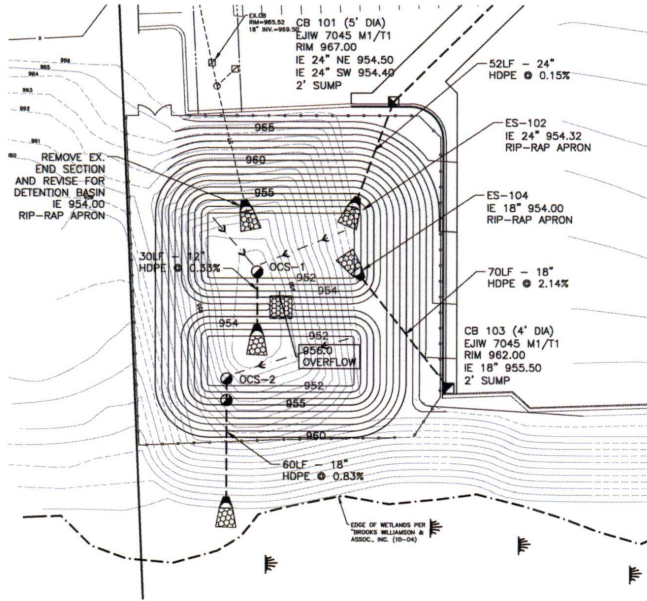 EX.CB
RIM=965.52
18" INV.=959.50
CB 101 (5' DIA)
EJIW 7045 M1/T1
RIM 967.00
IE 24" NE 954.50
IE 24" SW 954.40
2' SUMP
52LF - 24"
HDPE @ 0.15%
ES-102
IE 24" 954.32
RIP-RAP APRON
ES-104
IE 18" 954.00
RIP-RAP APRON
70LF - 18"
HDPE @ 2.14%
CB 103 (4' DIA)
EJIW 7045 M1/T1
RIM 962.00
IE 18" 955.50
2' SUMP
REMOVE EX.
END SECTION
AND REVISE FOR
DETENTION BASIN
IE 954.00
RIP-RAP APRON
965
960
955
30LF - 12"
HDPE @ 0.33%
OCS-1
952
954
954
952
956.0
OVERFLOW
OCS-2
952
955
960
60LF - 18"
HDPE @ 0.83%
EDGE OF WETLANDS PER
"BROOKS WILLIAMSON &
ASSOC., INC. (10-04)